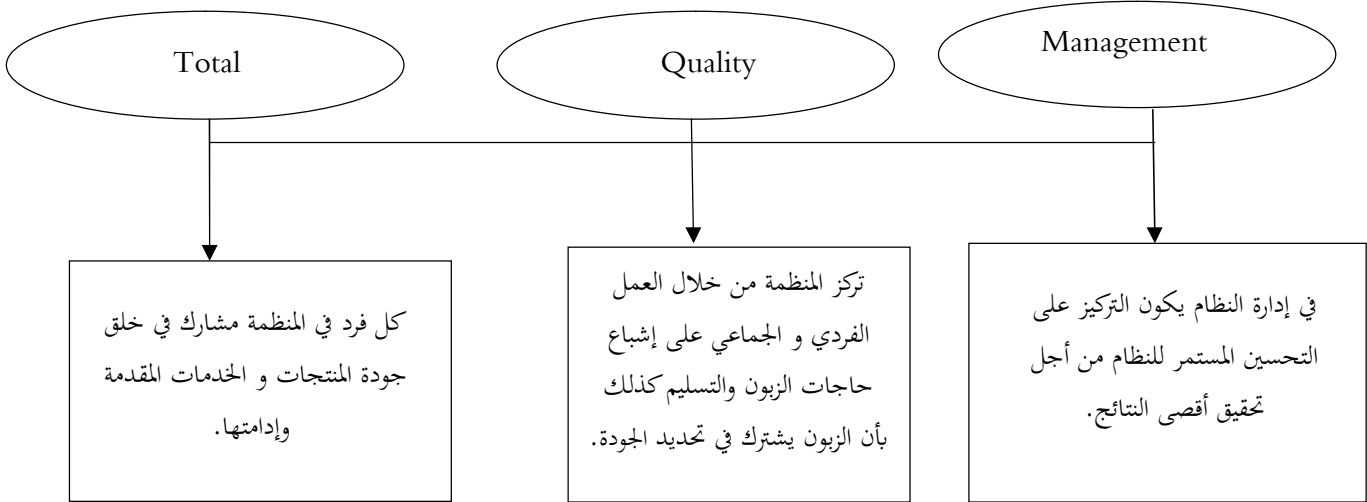 Total
Quality
Management
كل فرد في المنظمة مشارك في خلق
جودة المنتجات و الخدمات المقدمة
وإدامتها.
تركز المنظمة من خلال العمل
الفردي و الجماعي على إشباع
حاجات الزبون والتسليم كذلك
بأن الزبون يشترك في تحديد الجودة.
في إدارة النظام يكون التركيز على
التحسين المستمر للنظام من أجل
تحقيق أقصى النتائج.